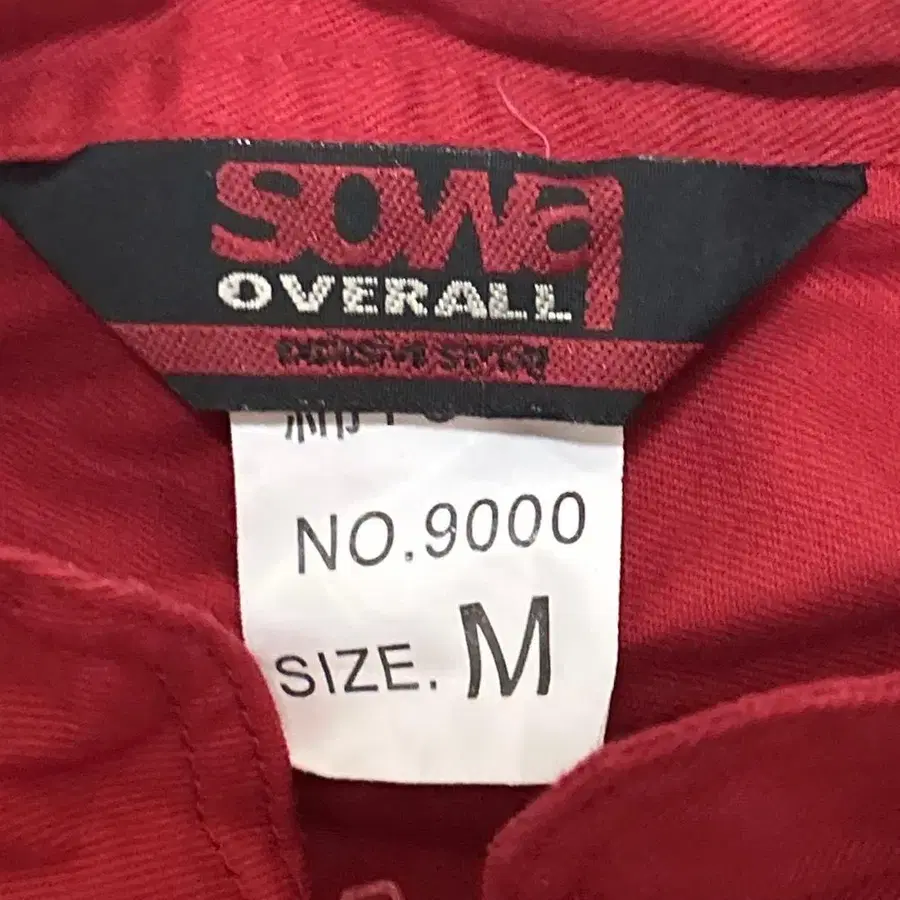 sowa
OVERALL
NO.9000
SIZE. M